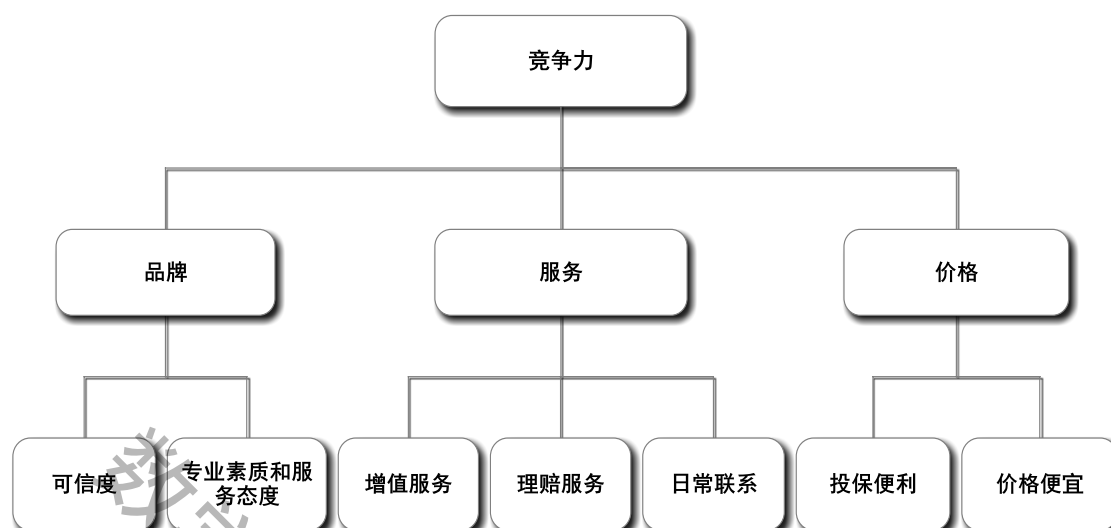 竞争力
品牌
服务
价格
可信度
专业素质和服
务态度
增值服务
理赔服务
日常联系
投保便利
价格便宜
数